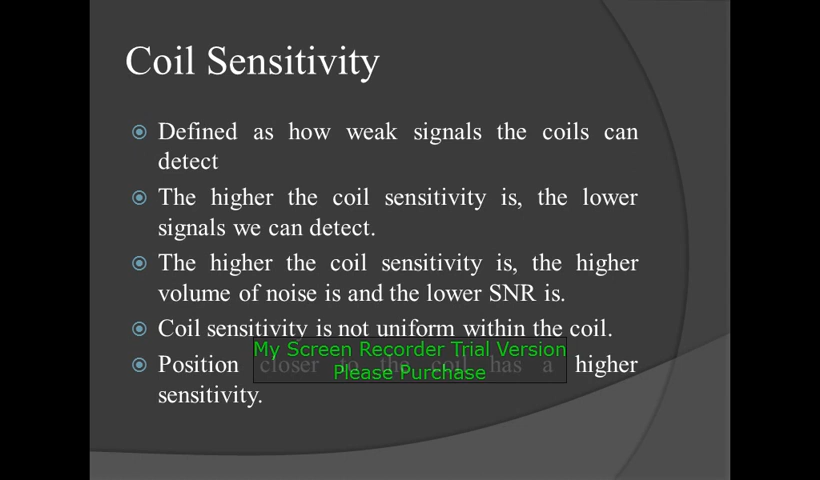 Coil Sensitivity
Defined as how weak signals the coils can
detect
The higher the coil sensitivity is, the lower
signals we can detect.
The higher the coil sensitivity is, the higher
volume of noise is and the lower SNR is.
Coil sensitivity is not uniform within the coil.
My Screen Recorder Trial Version
Position closer to the coil has a higher
Please Purchase
sensitivity.